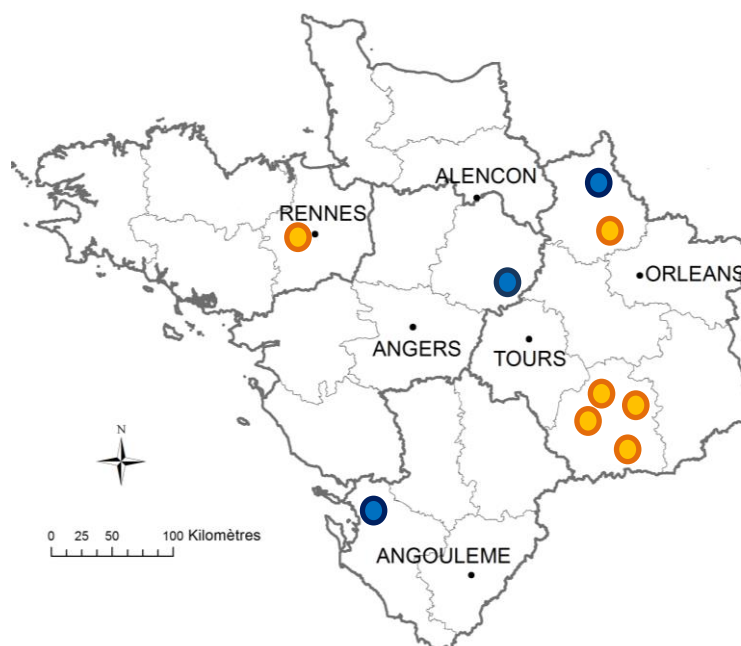 ALENCON
RENNES
ORLEANS
ANGERS
TOURS
N
0 25 50 100 Kilomètres
ANGOULEME